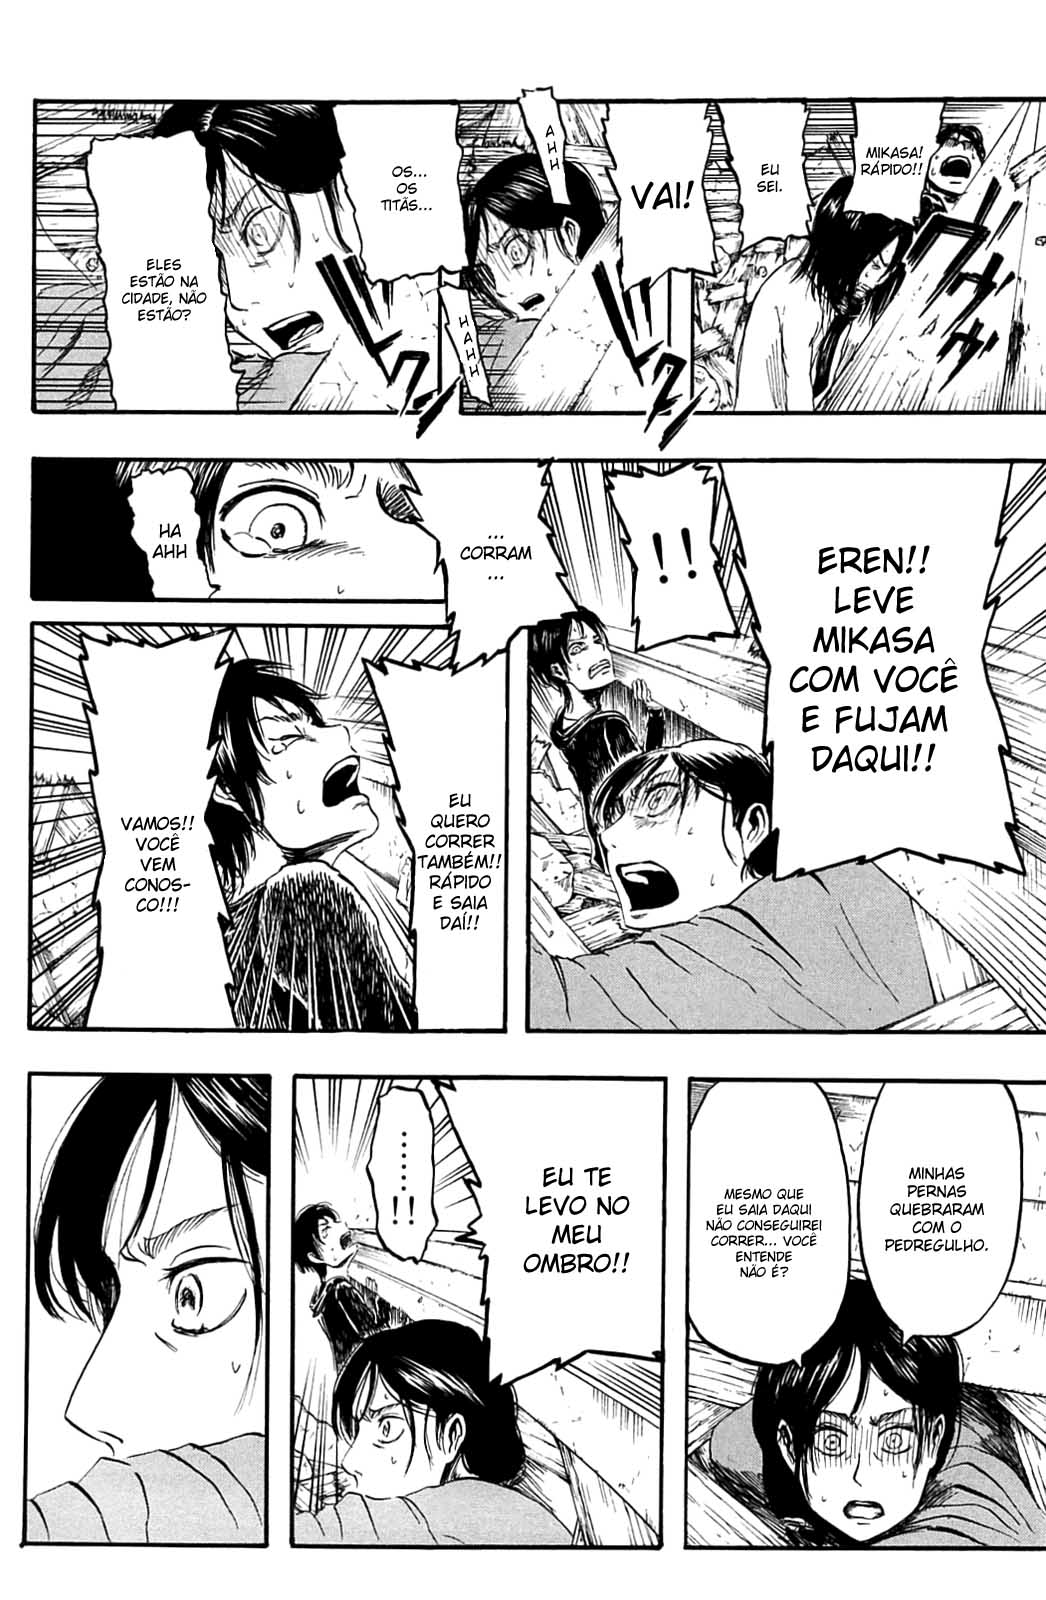 MIKASA!
RÁPIDO!!
EU
SEI.
VAI!
AHH
HAHH
OS...
OS
TITÃS...
ELES
ESTÃO NA
CIDADE, NÃO
ESTÃO?
EREN!!
LEVE
MIKASA
COM VOCÊ
E FUJAM
DAQUI!!
!!
...
CORRAM
...
HA
AHH
EU
QUERO
CORRER
TAMBÉM!!
RÁPIDO
E SAIA
DAÍ!!
VAMOS!!
VOCÊ
VEM
CONOS-
CO!!!
MINHAS
PERNAS
QUEBRARAM
COM O
PEDREGULHO.
MESMO QUE
EU SAIA DAQUI
NÃO CONSEGUIREI
CORRER... VOCÊ
ENTENDE
NÃO É?
EU TE
LEVO NO
MEU
OMBRO!!
......!!